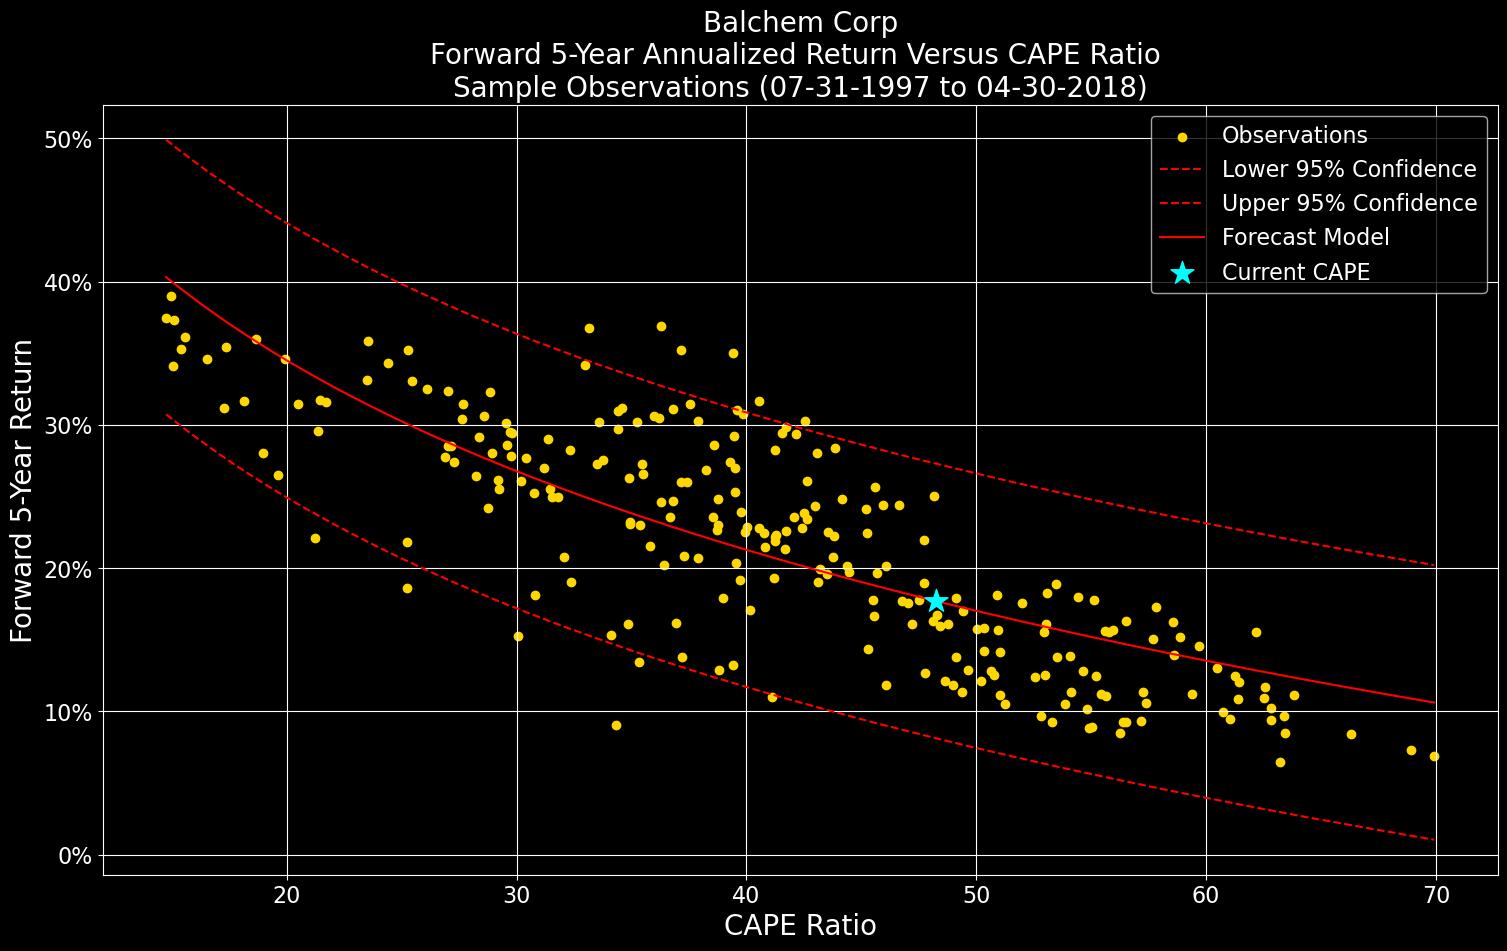 Balchem Corp
Forward 5-Year Annualized Return Versus CAPE Ratio
Sample Observations (07-31-1997 to 04-30-2018)
Observations
Lower 95% Confidence
Upper 95% Confidence
Forecast Model
Current CAPE
Forward 5-Year Return
50%
40%
30%
20%
10%
0%
20 30 40 50 60 70
CAPE Ratio